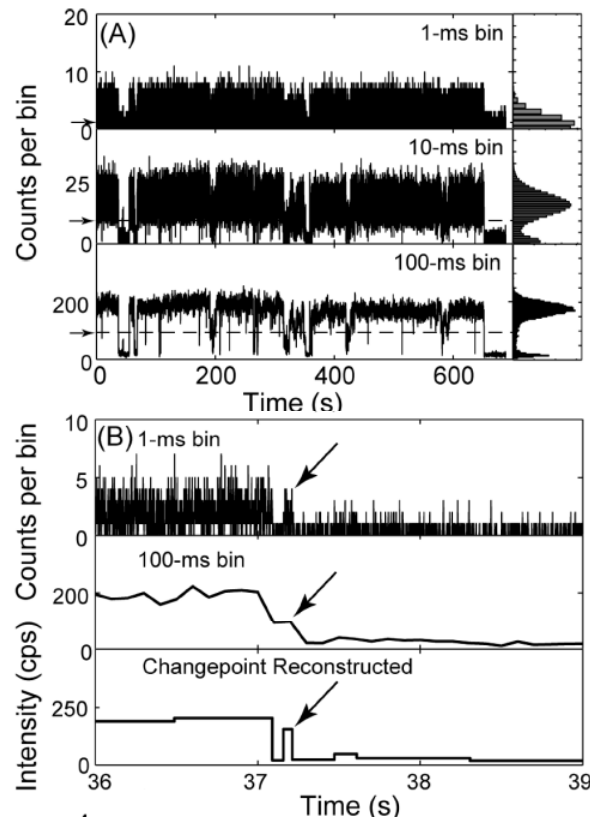 (A)
1-ms bin
20
10
0
10-ms bin
25
0
100-ms bin
200
0
Counts per bin
0 200 400 600
Time (s)
(B)
1-ms bin
10
5
0
100-ms bin
200
0
Counts per bin
Changepoint Reconstructed
250
0
Intensity (cps)
36 37 38 39
Time (s)